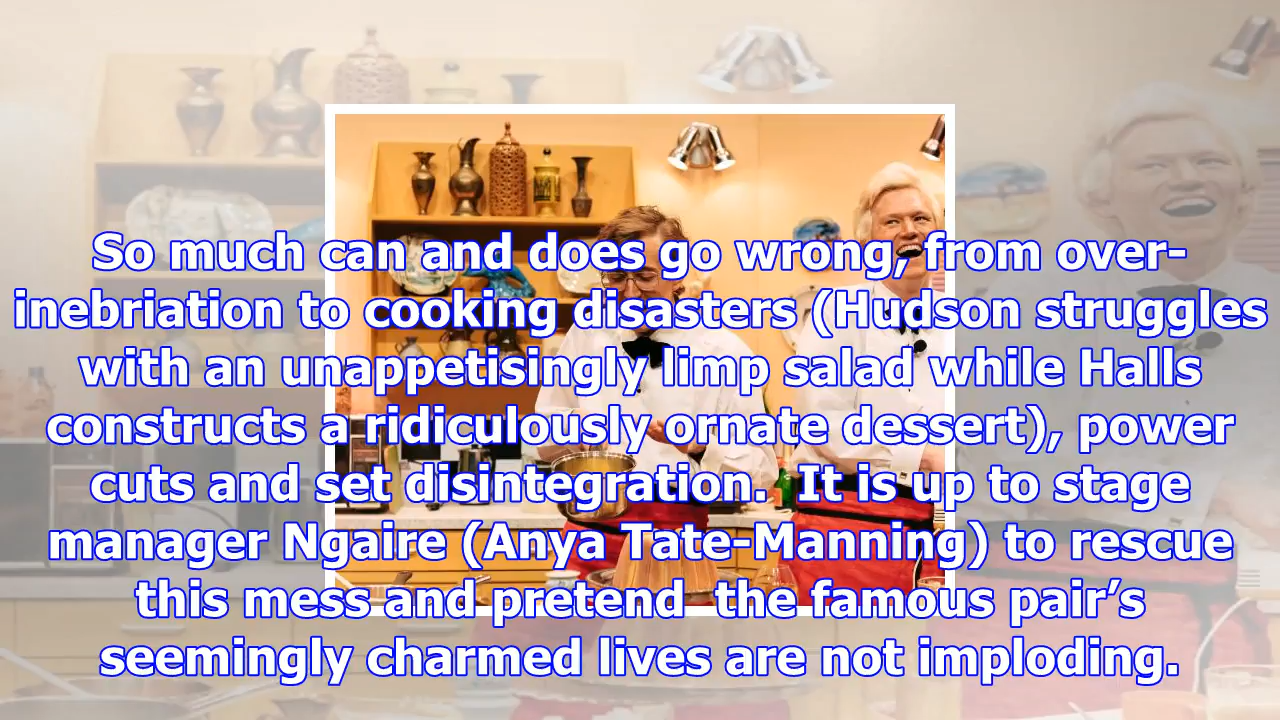 So much can and does go wrong, from over-
inebriation to cooking disasters (Hudson struggles
with an unappetisingly limp salad while Halls
constructs a ridiculously ornate dessert), power
cuts and set disintegration.  It is up to stage
manager Ngaire (Anya Tate-Manning) to rescue
this mess and pretend  the famous pair’s
seemingly charmed lives are not imploding.